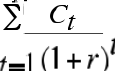 ∑ C_t
t=1 (1+r)^t